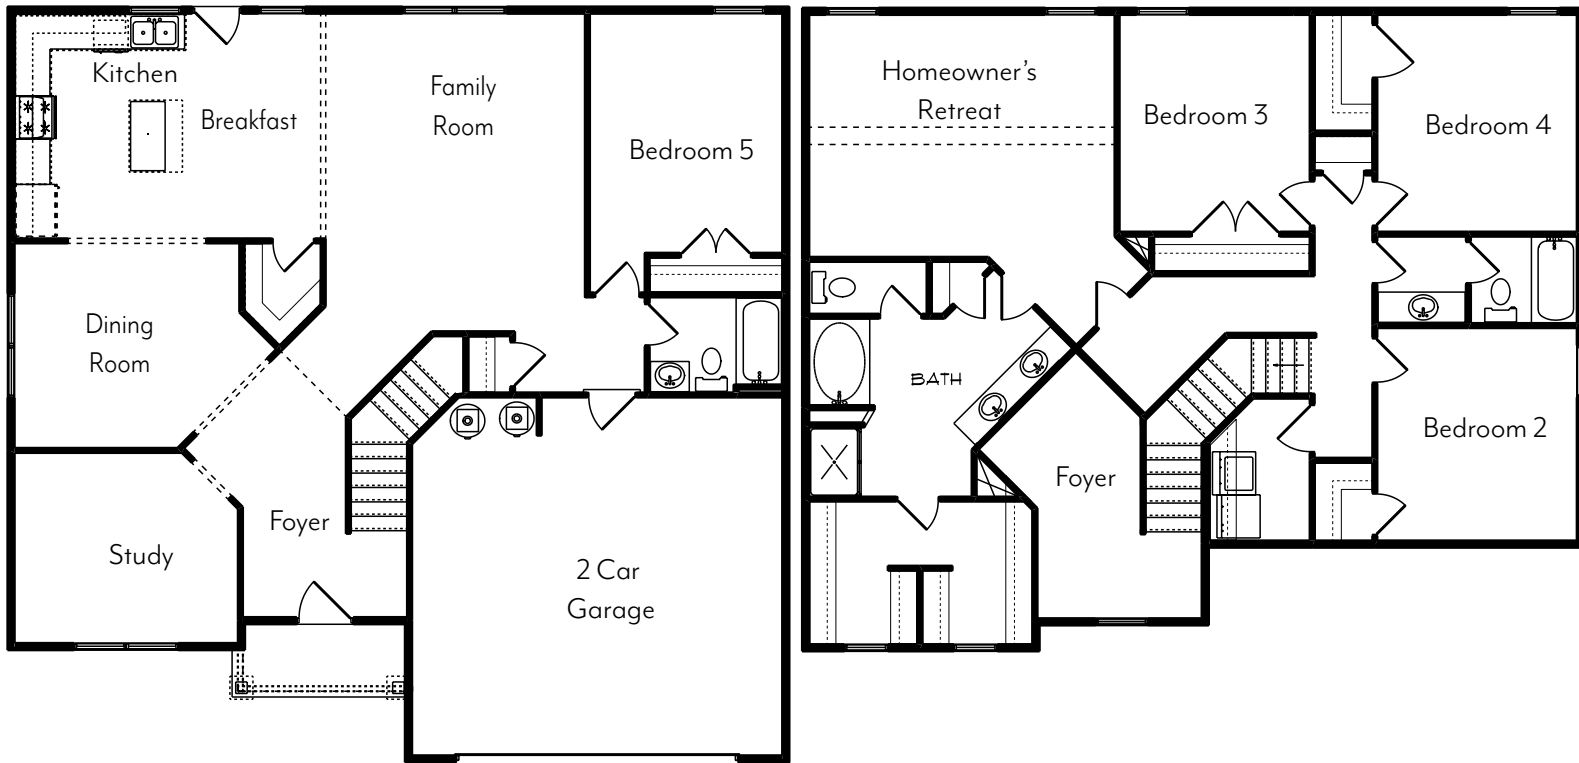 Kitchen
Breakfast
Family
Room
Bedroom 5
Dining
Room
Foyer
Study
2 Car
Garage
Homeowner's
Retreat
Bedroom 3
Bedroom 4
BATH
Bedroom 2
Foyer